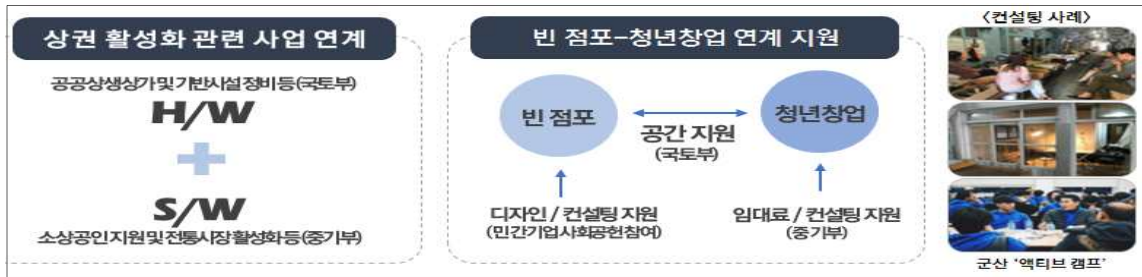 상권 활성화 관련 사업 연계
공공상생상가 및 기반시설 정비 등(국토부)
H/W
+
S/W
소상공인 지원 및 전통시장 활성화 등(중기부)
빈 점포-청년창업 연계 지원
빈 점포
청년창업
공간 지원
(국토부)
디자인 / 컨설팅 지원
(민간기업 사회공헌 참여)
임대료 / 컨설팅 지원
(중기부)
<컨설팅 사례>
군산 '액티브 캠프'